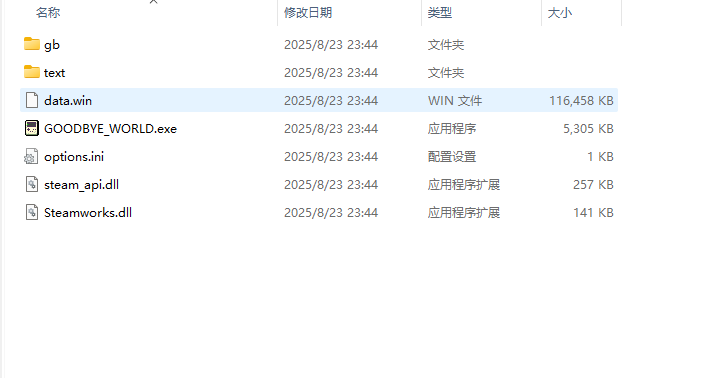 名称 修改日期 类型 大小
gb 2025/8/23 23:44 文件夹
text 2025/8/23 23:44 文件夹
data.win 2025/8/23 23:44 WIN 文件 116,458 KB
GOODBYE_WORLD.exe 2025/8/23 23:44 应用程序 5,305 KB
options.ini 2025/8/23 23:44 配置设置 1 KB
steam_api.dll 2025/8/23 23:44 应用程序扩展 257 KB
Steamworks.dll 2025/8/23 23:44 应用程序扩展 141 KB